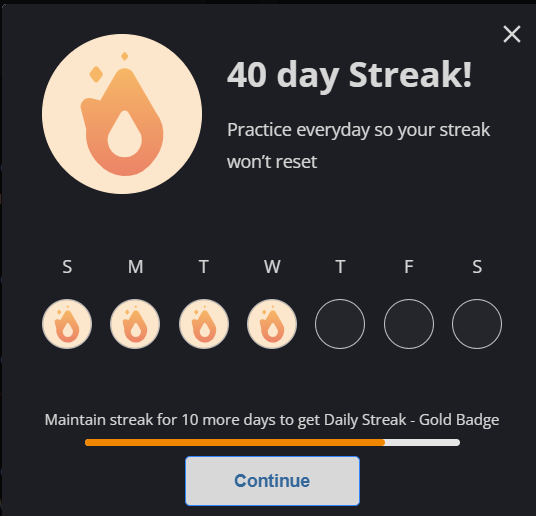 40 day Streak!
Practice everyday so your streak
won't reset
S M T W T F S
Maintain streak for 10 more days to get Daily Streak - Gold Badge
Continue